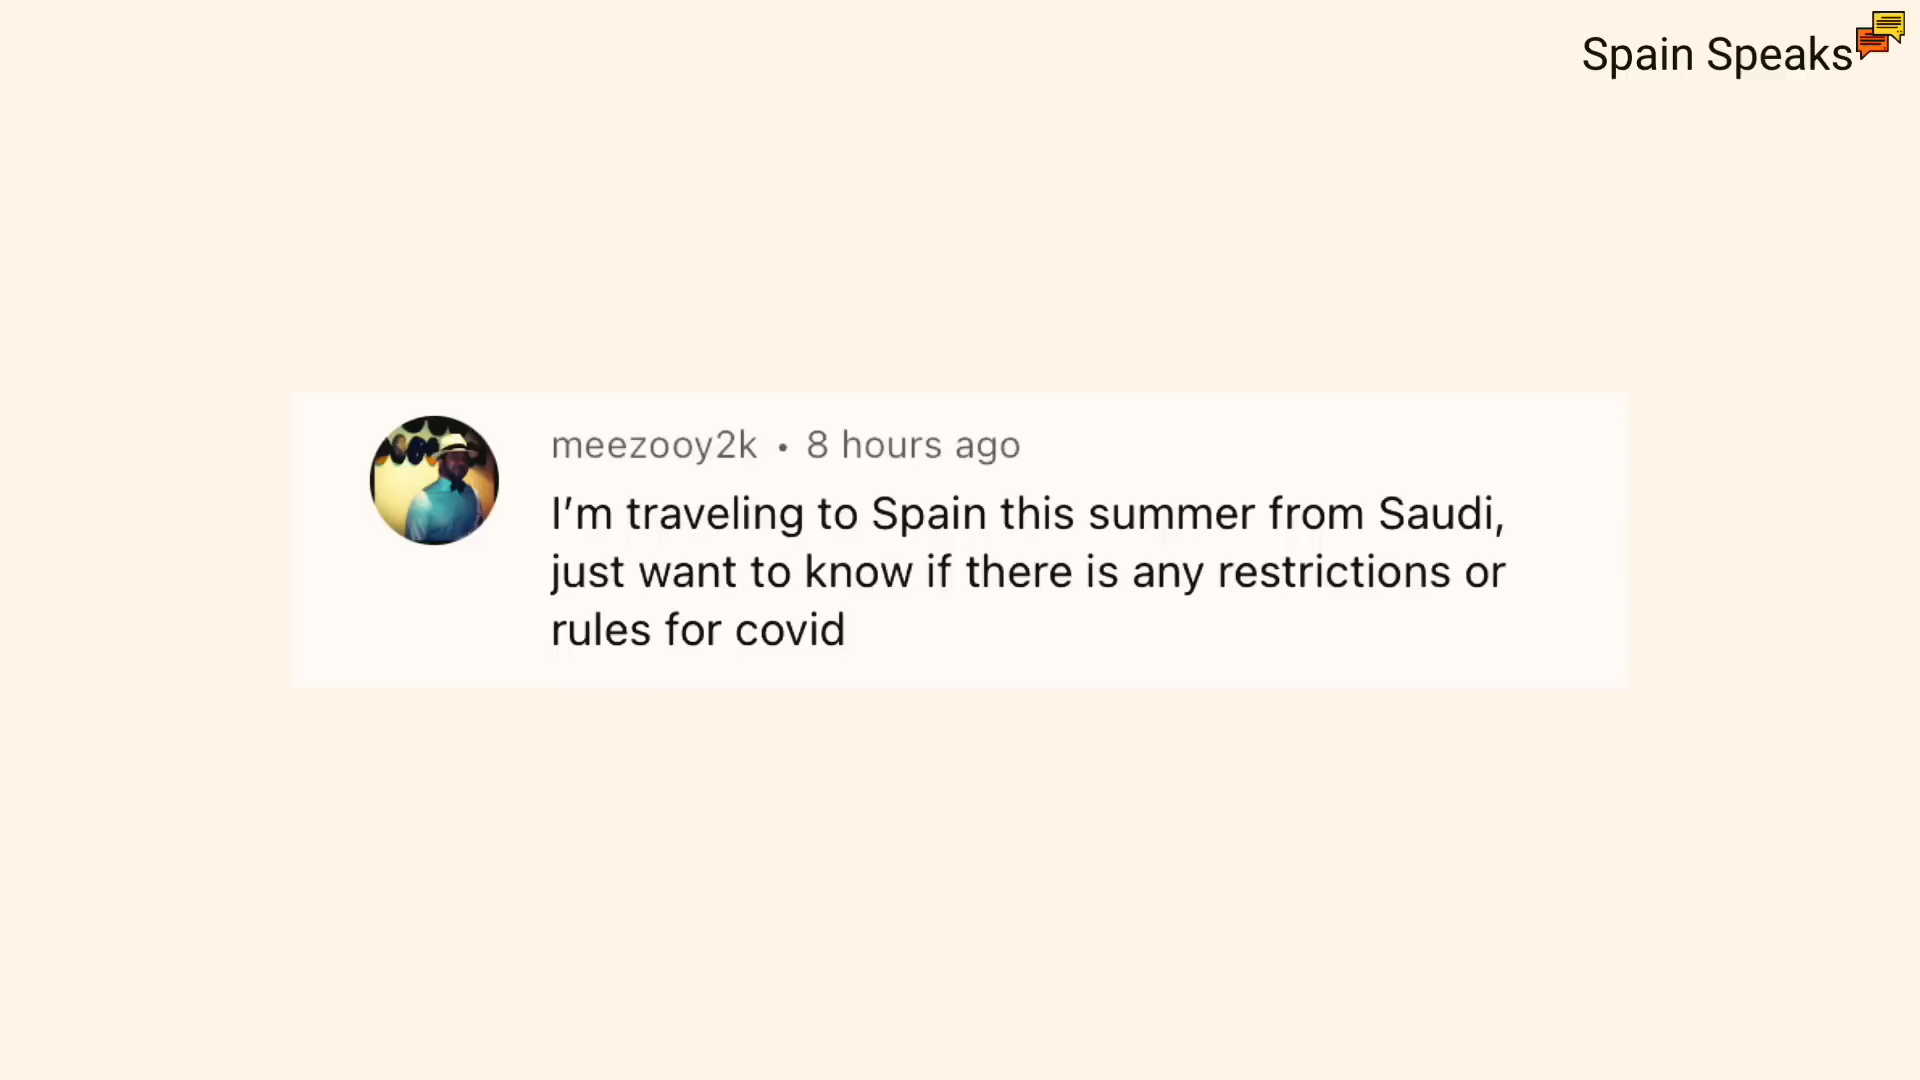 Spain Speaks
meezooy2k • 8 hours ago
I’m traveling to Spain this summer from Saudi,
just want to know if there is any restrictions or
rules for covid